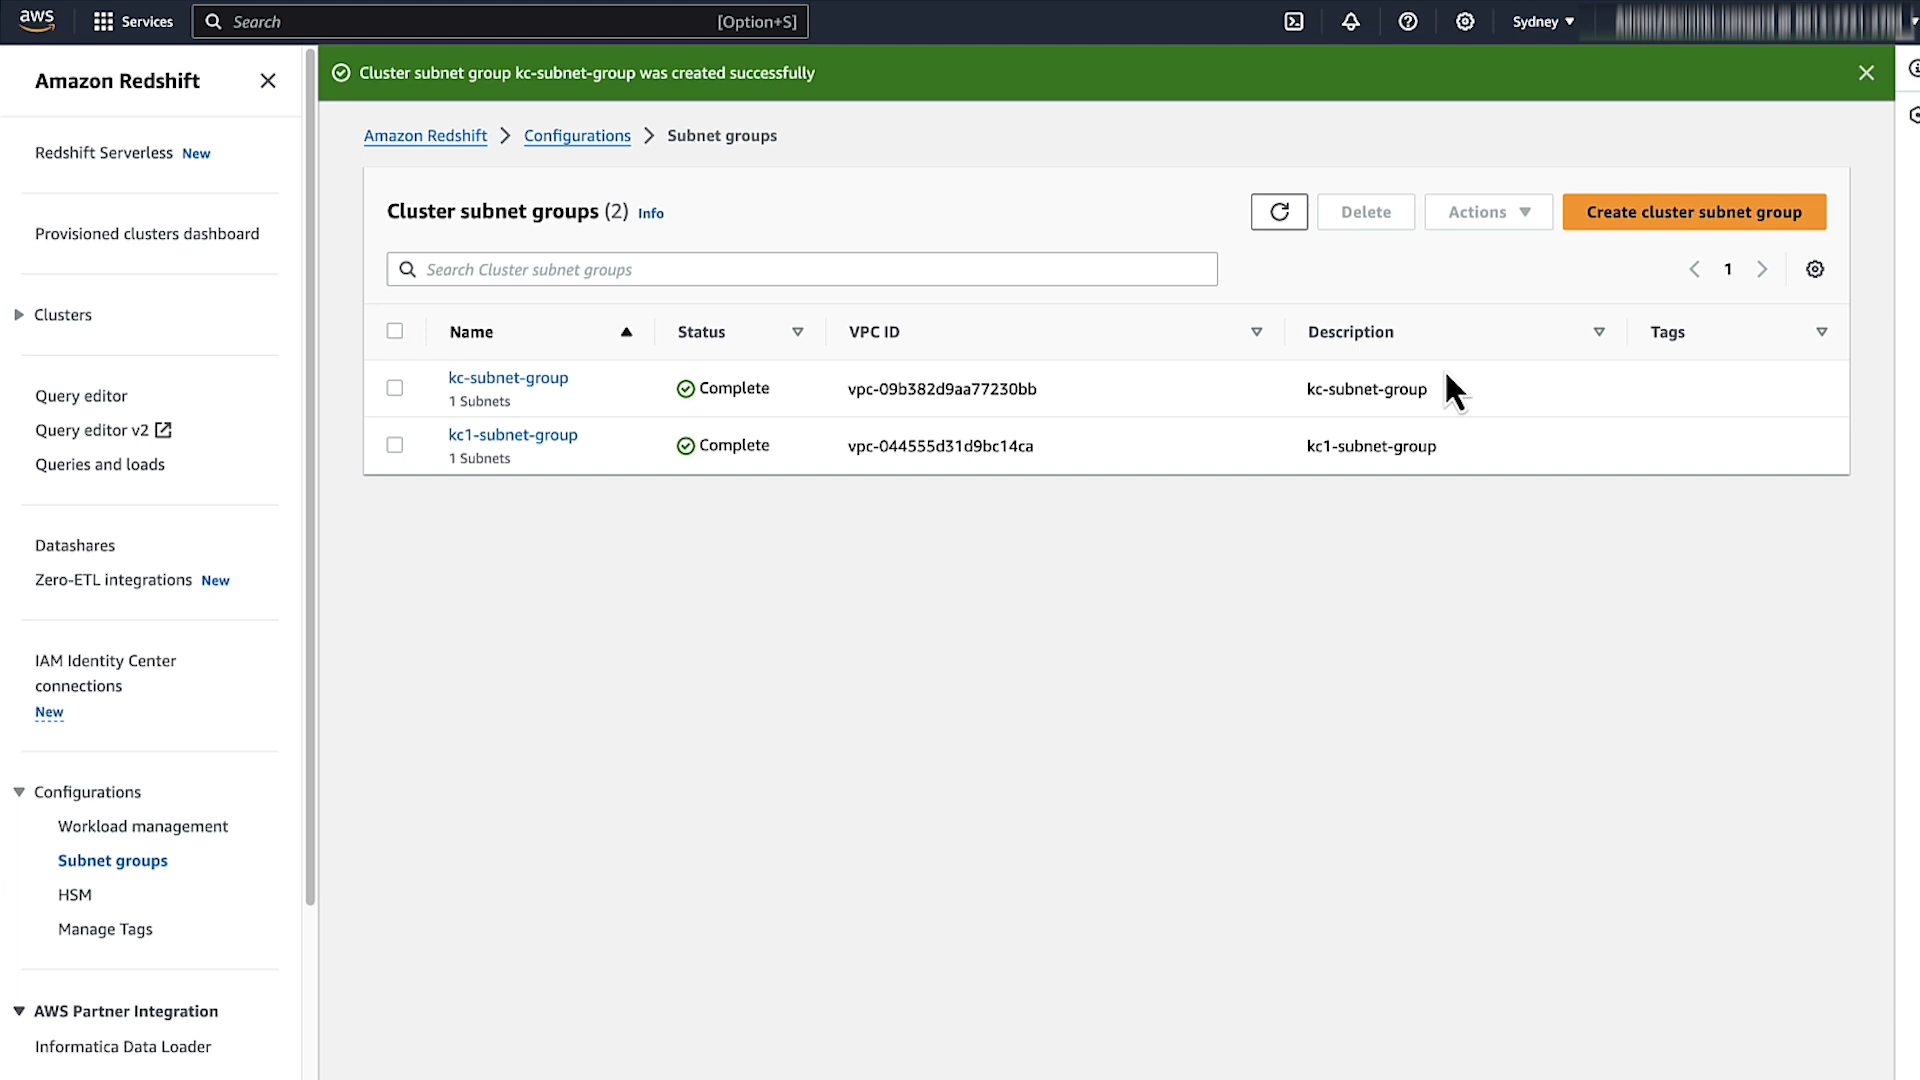 aws
Services
Search
[Option+S]
Sydney
Amazon Redshift
Redshift Serverless New
Provisioned clusters dashboard
Clusters
Query editor
Query editor v2
Queries and loads
Datashares
Zero-ETL integrations New
IAM Identity Center
connections
New
Configurations
Workload management
Subnet groups
HSM
Manage Tags
AWS Partner Integration
Informatica Data Loader
Cluster subnet group kc-subnet-group was created successfully
Amazon Redshift > Configurations > Subnet groups
Cluster subnet groups (2) Info
Delete
Actions
Create cluster subnet group
Search Cluster subnet groups
1
Name Status VPC ID Description Tags
kc-subnet-group Complete vpc-09b382d9aa77230bb kc-subnet-group
1 Subnets
kc1-subnet-group Complete vpc-044555d31d9bc14ca kc1-subnet-group
1 Subnets